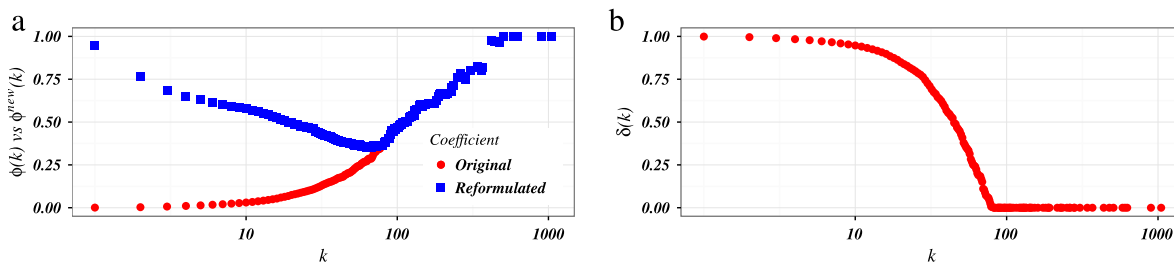 a
ϕ(k) vs ϕ^new(k)
1.00
0.75
0.50
0.25
0.00
Coefficient
Original
Reformulated
10
100
1000
k
b
δ(k)
1.00
0.75
0.50
0.25
0.00
10
100
1000
k